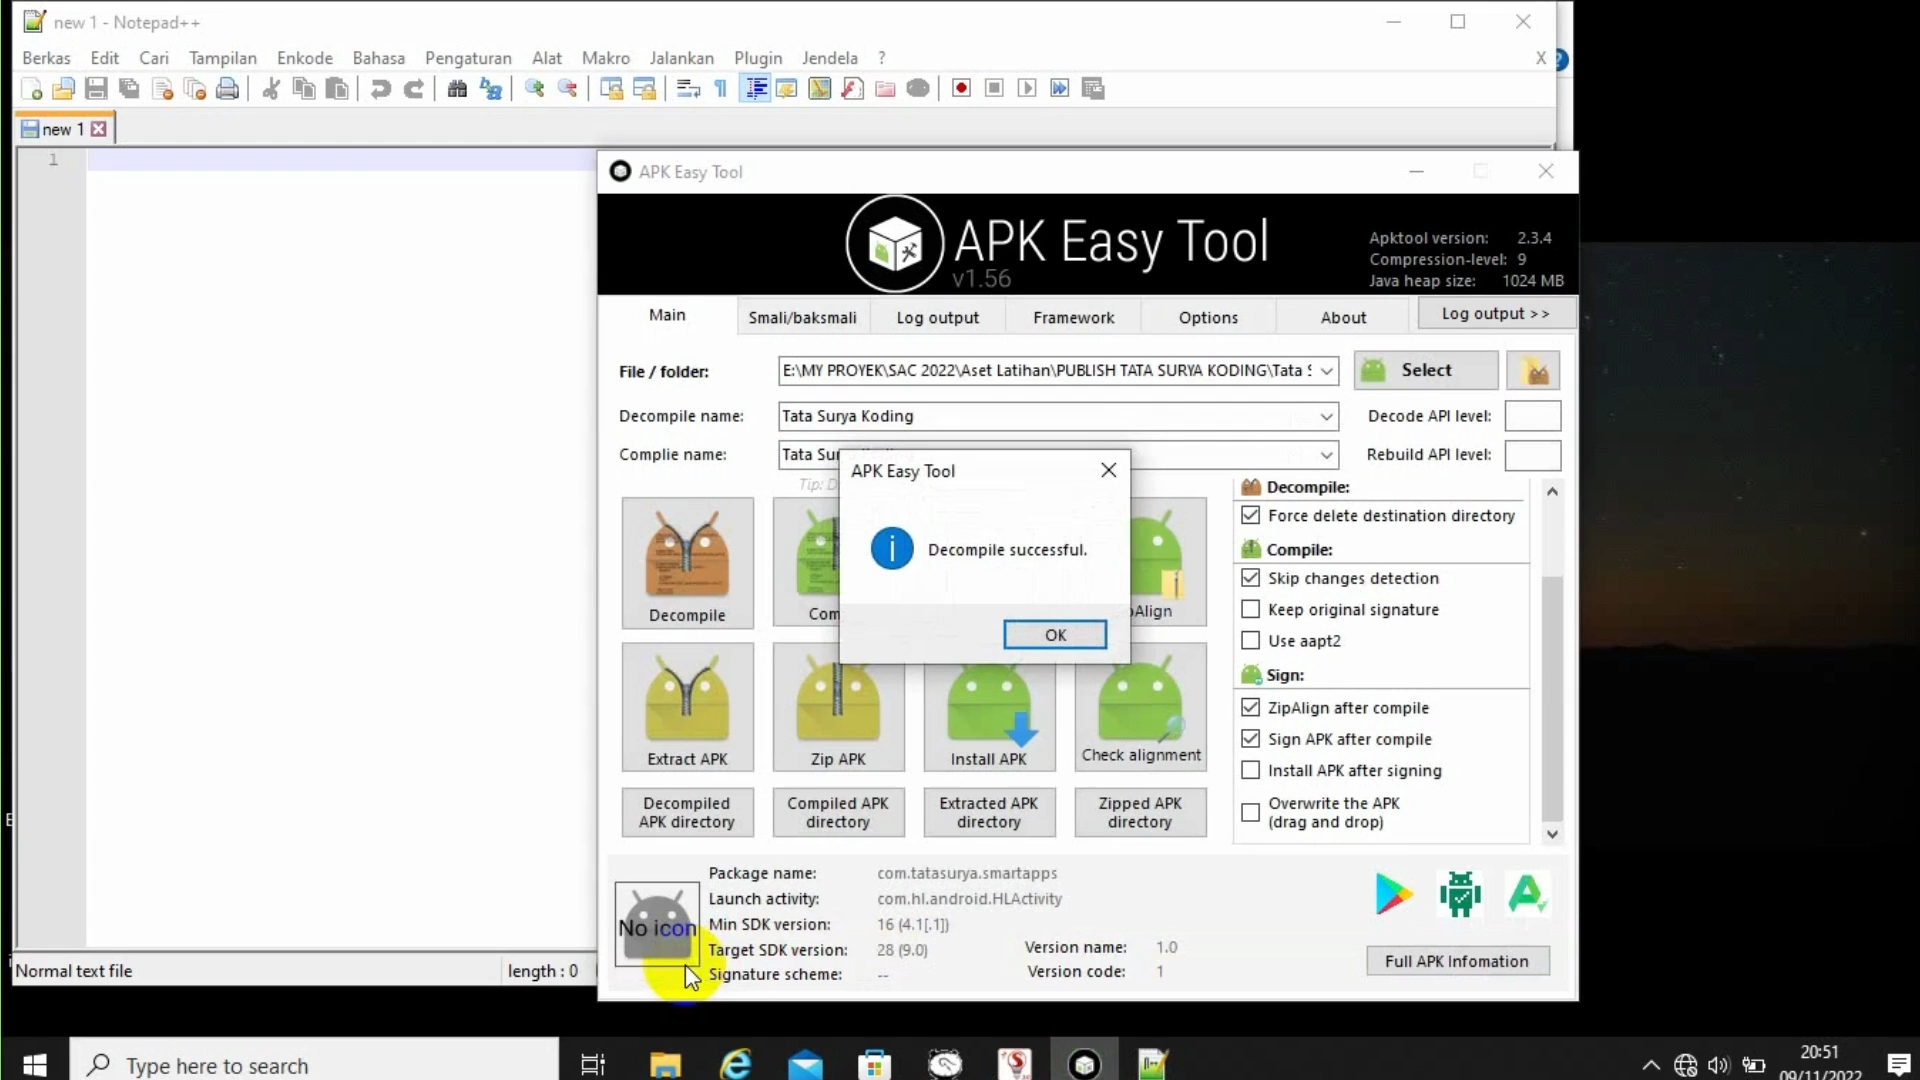 new 1 - Notepad++
Berkas Edit Cari Tampilan Enkode Bahasa Pengaturan Alat Makro Jalankan Plugin Jendela ? X
new 1
1
APK Easy Tool
APK Easy Tool
v1.56
Apktool version: 2.3.4
Compression-level: 9
Java heap size: 1024 MB
Main Smali/baksmali Log output Framework Options About Log output >>
File / folder: E:\MY PROYEK\SAC 2022\Aset Latihan\PUBLISH TATA SURYA KODING\Tata S Select
Decompile name: Tata Surya Koding Decode API level:
Complie name: Tata Surya Koding Rebuild API level:
Tip: D
APK Easy Tool
Decompile successful.
OK
Decompile
Com
pAlign
Extract APK
Zip APK
Install APK
Check alignment
Decompiled
APK directory
Compiled APK
directory
Extracted APK
directory
Zipped APK
directory
Decompile:
Force delete destination directory
Compile:
Skip changes detection
Keep original signature
Use aapt2
Sign:
ZipAlign after compile
Sign APK after compile
Install APK after signing
Overwrite the APK
(drag and drop)
No icon
Package name: com.tatasurya.smartapps
Launch activity: com.hl.android.HLActivity
Min SDK version: 16 (4.1[.1])
Target SDK version: 28 (9.0) Version name: 1.0
Signature scheme: -- Version code: 1
Full APK Infomation
Normal text file length : 0
Type here to search
20:51
09/11/2022